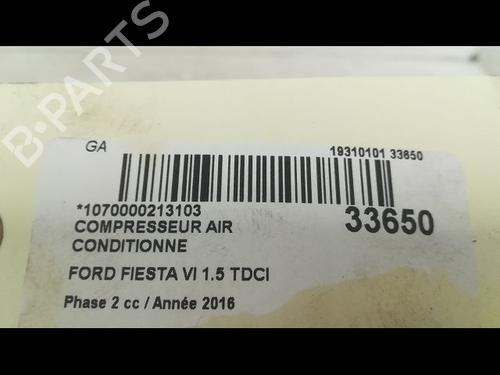 B-PARTS
GA
19310101 33650
*1070000213103
33650
COMPRESSEUR AIR
CONDITIONNE
FORD FIESTA VI 1.5 TDCI
Phase 2 cc / Année 2016